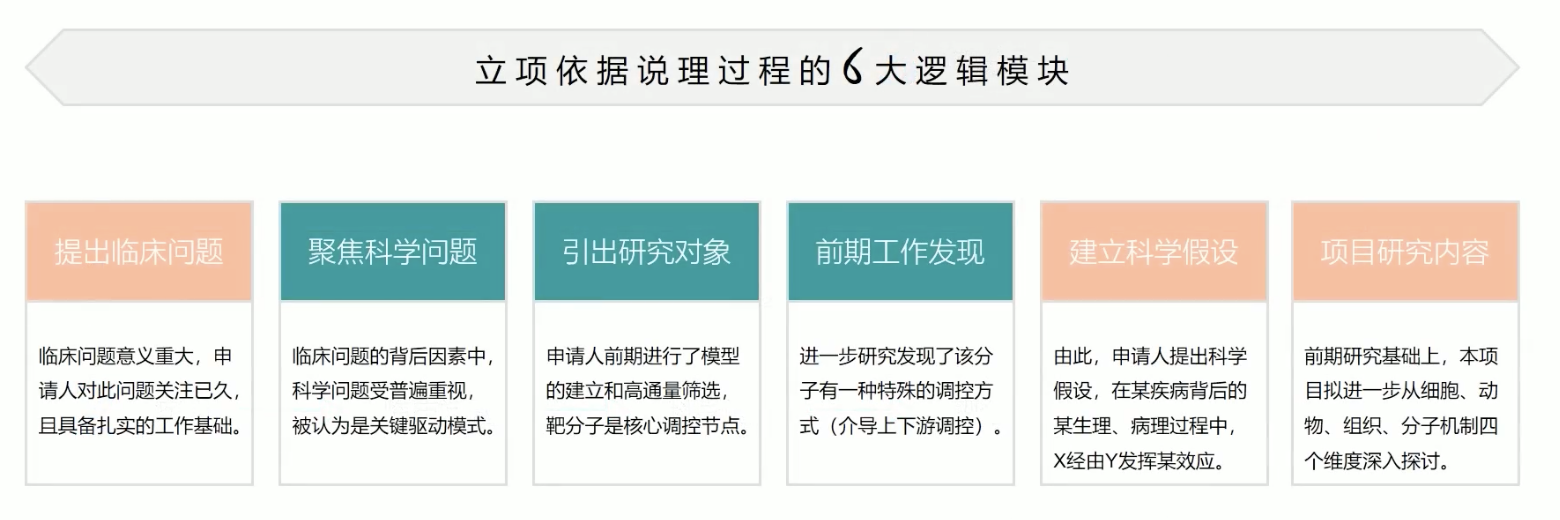 立项依据说理过程的6大逻辑模块
提出临床问题
临床问题意义重大，申
请人对此问题关注已久，
且具备扎实的工作基础。
聚焦科学问题
临床问题的背后因素中，
科学问题受普遍重视，
被认为是关键驱动模式。
引出研究对象
申请人前期进行了模型
的建立和高通量筛选，
靶分子是核心调控节点。
前期工作发现
进一步研究发现了该分
子有一种特殊的调控方
式（介导上下游调控）。
建立科学假设
由此，申请人提出科学
假设，在某疾病背后的
某生理、病理过程中，
X经由Y发挥某效应。
项目研究内容
前期研究基础上，本项
目拟进一步从细胞、动
物、组织、分子机制四
个维度深入探讨。